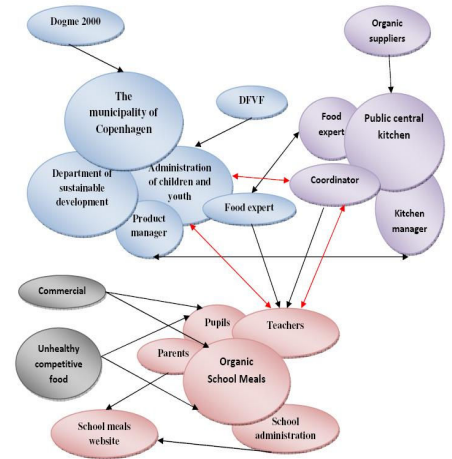 Dogme 2000
Organic
suppliers
The
municipality of
Copenhagen
DFVF
Food
expert
Public central
kitchen
Department of
sustainable
development
Administration
of children and
youth
Coordinator
Product
manager
Food expert
Kitchen
manager
Commercial
Pupils
Teachers
Unhealthy
competitive
food
Parents
Organic
School Meals
School meals
website
School
administration